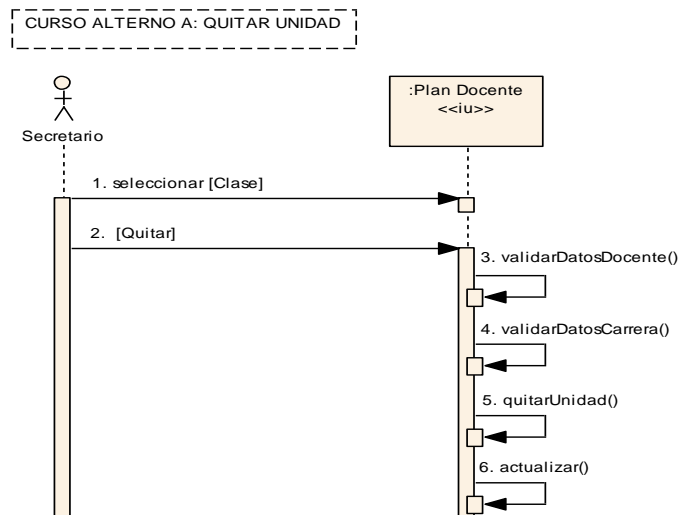 CURSO ALTERNO A: QUITAR UNIDAD
:Plan Docente
<<iu>>
Secretario
1. seleccionar [Clase]
2. [Quitar]
3. validarDatosDocente()
4. validarDatosCarrera()
5. quitarUnidad()
6. actualizar()